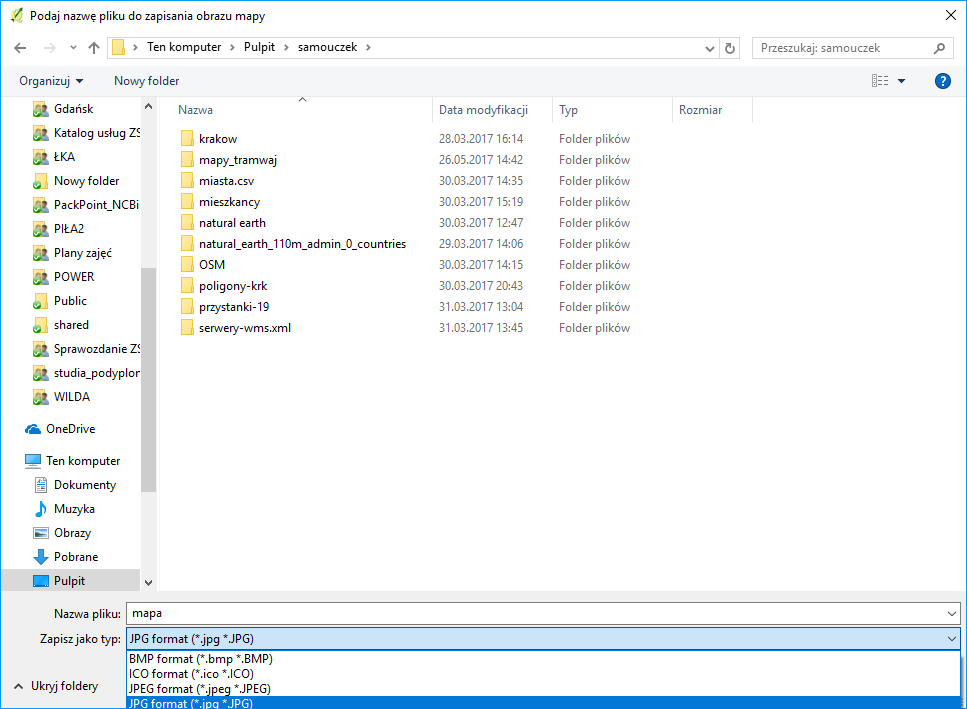 Podaj nazwę pliku do zapisania obrazu mapy
Ten komputer Pulpit samouczek
Przeszukaj: samouczek
Organizuj Nowy folder
Gdańsk
Katalog usług ZS
ŁKA
Nowy folder
PackPoint_NCBi
PIŁA2
Plany zajęć
POWER
Public
shared
Sprawozdanie ZS
studia_podyplon
WILDA
OneDrive
Ten komputer
Dokumenty
Muzyka
Obrazy
Pobrane
Pulpit
Nazwa Data modyfikacji Typ Rozmiar
krakow 28.03.2017 16:14 Folder plików
mapy_tramwaj 26.05.2017 14:42 Folder plików
miasta.csv 30.03.2017 14:35 Folder plików
mieszkancy 30.03.2017 15:19 Folder plików
natural earth 30.03.2017 12:47 Folder plików
natural_earth_110m_admin_0_countries 29.03.2017 14:06 Folder plików
OSM 30.03.2017 14:15 Folder plików
poligony-krk 30.03.2017 20:43 Folder plików
przystanki-19 31.03.2017 13:04 Folder plików
serwery-wms.xml 31.03.2017 13:45 Folder plików
Nazwa pliku: mapa
Zapisz jako typ: JPG format (*.jpg *.JPG)
BMP format (*.bmp *.BMP)
ICO format (*.ico *.ICO)
JPEG format (*.jpeg *.JPEG)
JPG format (*.jpg *.JPG)
Ukryj foldery